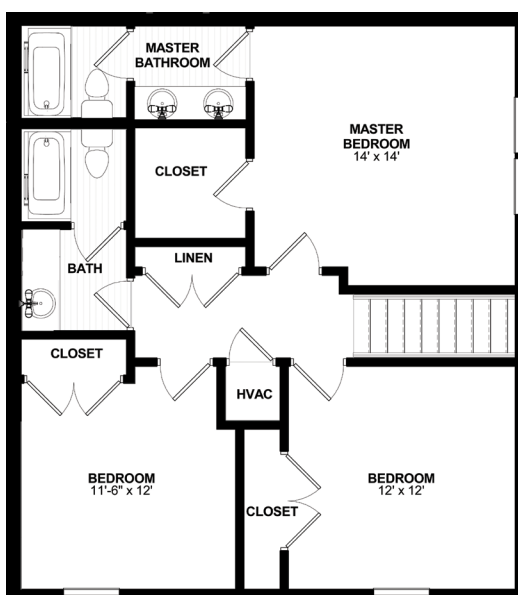 MASTER
BATHROOM
MASTER
BEDROOM
14' x 14'
CLOSET
LINEN
BATH
CLOSET
HVAC
BEDROOM
11'-6" x 12'
BEDROOM
12' x 12'
CLOSET